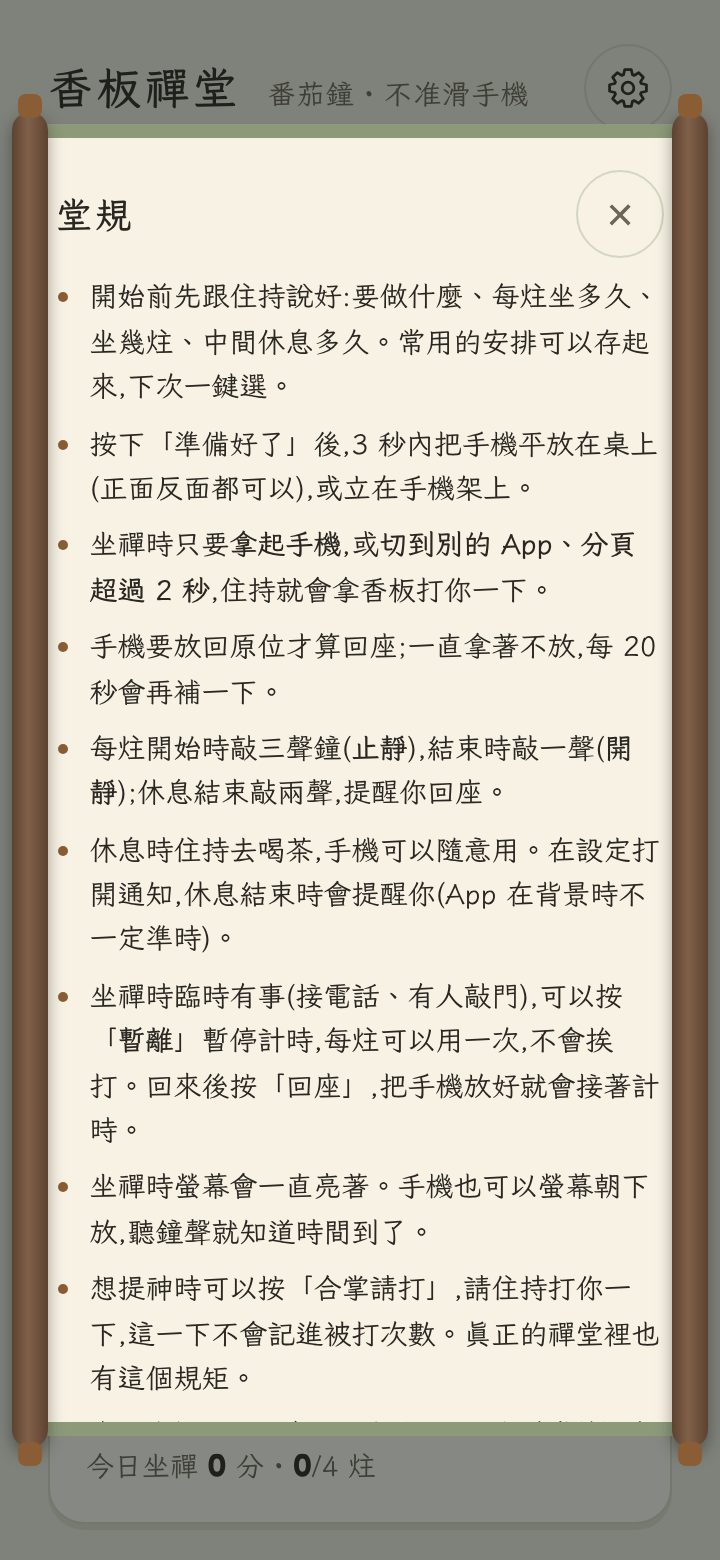 香板禪堂 番茄鐘・不准滑手機
堂規
開始前先跟住持說好:要做什麼、每炷坐多久、
坐幾炷、中間休息多久。常用的安排可以存起
來,下次一鍵選。
按下「準備好了」後,3 秒內把手機平放在桌上
(正面反面都可以),或立在手機架上。
坐禪時只要拿起手機,或切到別的 App、分頁
超過 2 秒,住持就會拿香板打你一下。
手機要放回原位才算回座;一直拿著不放,每 20
秒會再補一下。
每炷開始時敲三聲鐘(止靜),結束時敲一聲(開
靜);休息結束敲兩聲,提醒你回座。
休息時住持去喝茶,手機可以隨意用。在設定打
開通知,休息結束時會提醒你(App 在背景時不
一定準時)。
坐禪時臨時有事(接電話、有人敲門),可以按
「暫離」暫停計時,每炷可以用一次,不會挨
打。回來後按「回座」,把手機放好就會接著計
時。
坐禪時螢幕會一直亮著。手機也可以螢幕朝下
放,聽鐘聲就知道時間到了。
想提神時可以按「合掌請打」,請住持打你一
下,這一下不會記進被打次數。真正的禪堂裡也
有這個規矩。
今日坐禪 0 分・0/4 炷